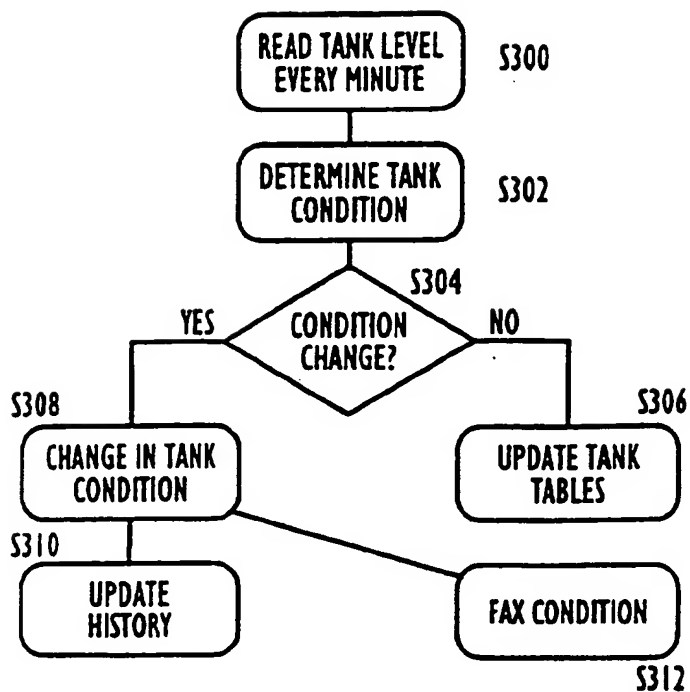 READ TANK LEVEL
EVERY MINUTE
S300
DETERMINE TANK
CONDITION
S302
S304
YES
CONDITION
CHANGE?
NO
S308
S306
CHANGE IN TANK
CONDITION
UPDATE TANK
TABLES
S310
UPDATE
HISTORY
FAX CONDITION
S312